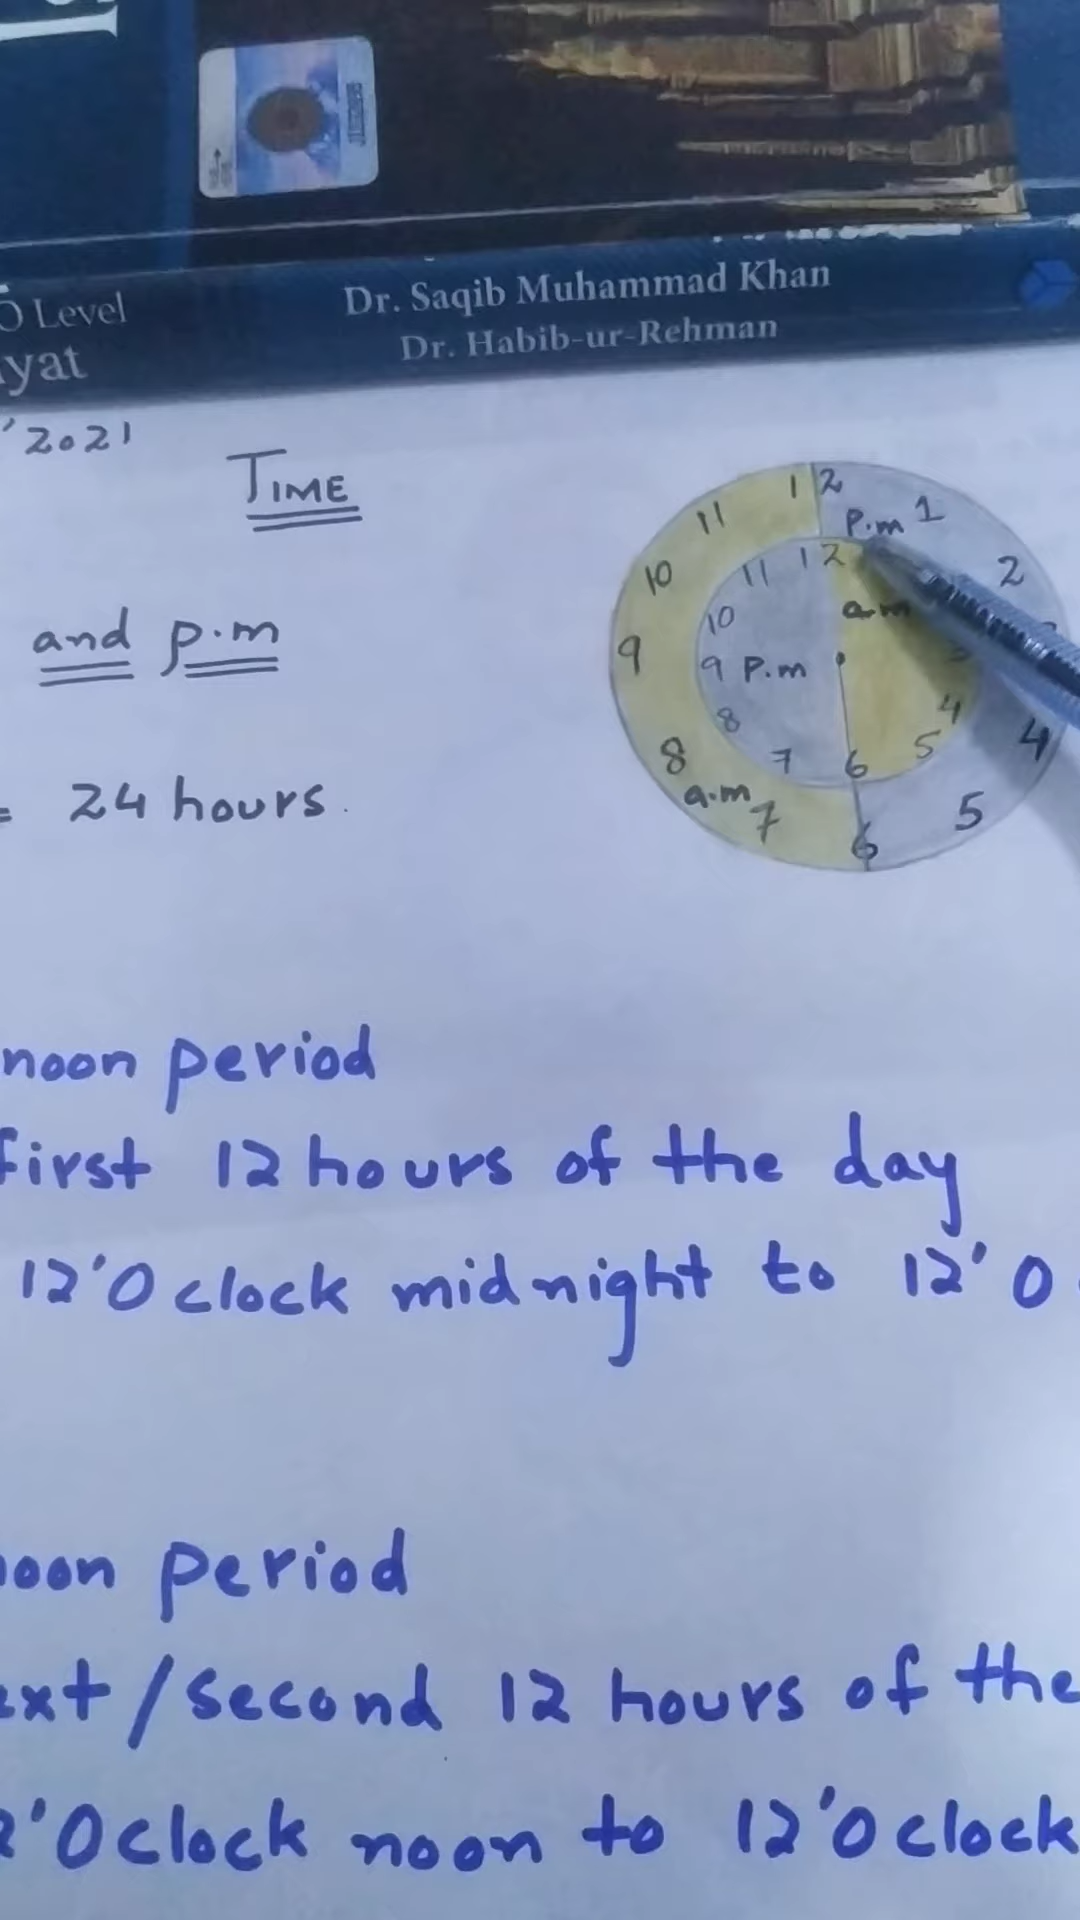 O Level
yat
Dr. Saqib Muhammad Khan
Dr. Habib-ur-Rehman
'2021
TIME
and p.m
= 24 hours.
12
p.m 1
11
2
10
9
8
a.m
7
6
5
4
12
11
a.m
10
9 P.m
8
7
6
5
4
noon period
first 12 hours of the day
12'O clock midnight to 12'O
noon period
ext/second 12 hours of the
2'O clock noon to 12'O clock